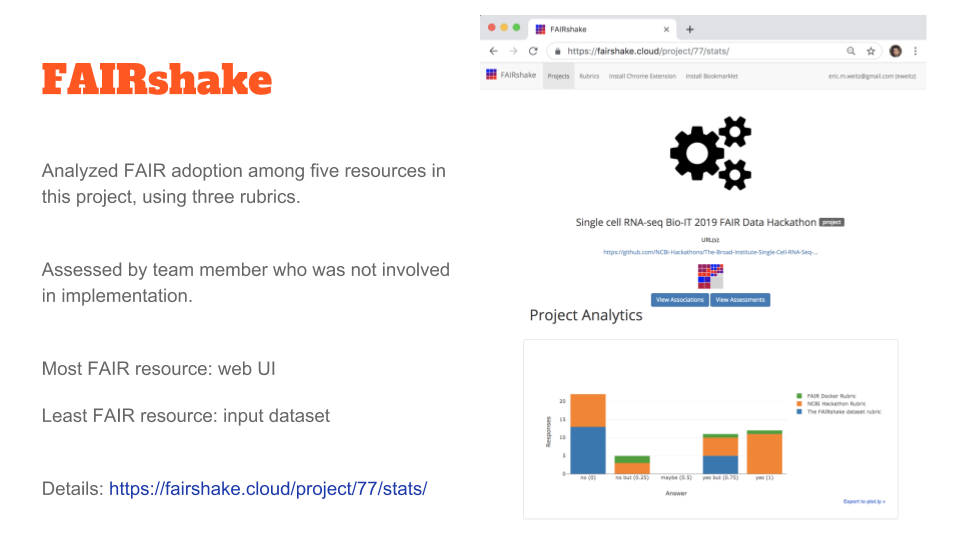 FAIRshake
Analyzed FAIR adoption among five resources in
this project, using three rubrics.
Assessed by team member who was not involved
in implementation.
Most FAIR resource: web UI
Least FAIR resource: input dataset
Details: https://fairshake.cloud/project/77/stats/
FAIRshake
https://fairshake.cloud/project/77/stats/
FAIRshake Projects Rubrics Install Chrome Extension Install Bookmarklet eric.m.weitz@gmail.com (eweitz)
Single cell RNA-seq Bio-IT 2019 FAIR Data Hackathon project
URL(s):
https://github.com/NCBI-Hackathons/The-Broad-Institute-Single-Cell-RNA-Seq-...
View Associations View Assessments
Project Analytics
FAIR Docker Rubric
NCBI Hackathon Rubric
The FAIRshake dataset rubric
Responses
20
15
10
5
0
no (0) no but (0.25) maybe (0.5) yes but (0.75) yes (1)
Answer
Export to plot.ly »